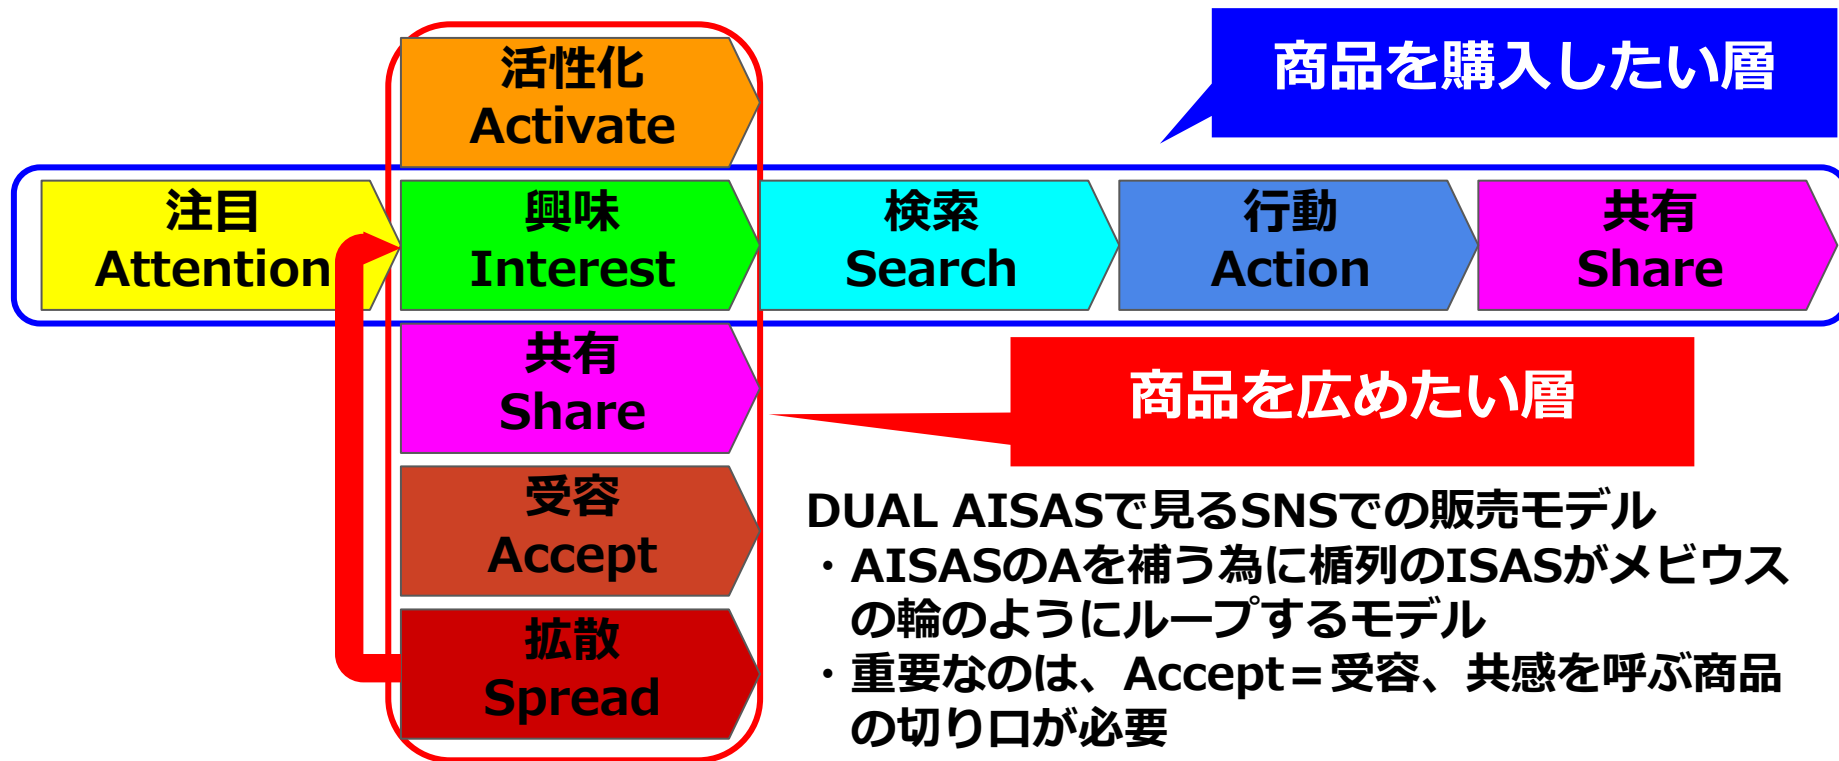 活性化
Activate
商品を購入したい層
注目
Attention
興味
Interest
検索
Search
行動
Action
共有
Share
共有
Share
商品を広めたい層
受容
Accept
拡散
Spread
DUAL AISASで見るSNSでの販売モデル
・AISASのAを補う為に楯列のISASがメビウス
の輪のようにループするモデル
・重要なのは、Accept＝受容、共感を呼ぶ商品
の切り口が必要